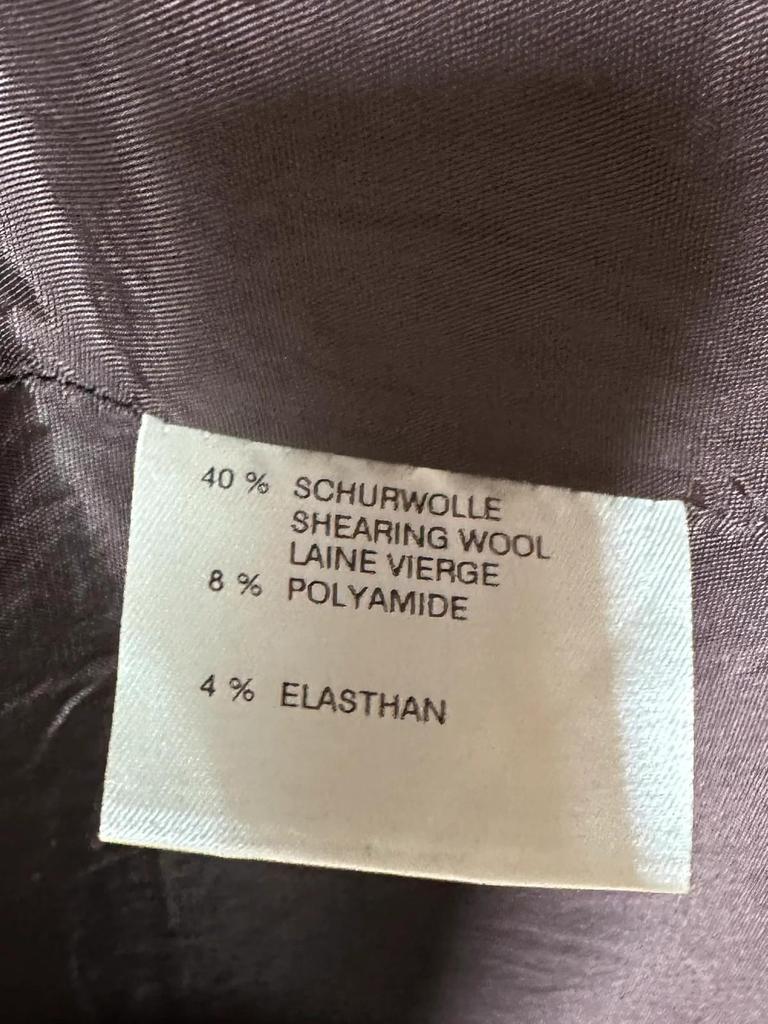 40 % SCHURWOLLE
SHEARING WOOL
LAINE VIERGE
8 % POLYAMIDE
4 % ELASTHAN